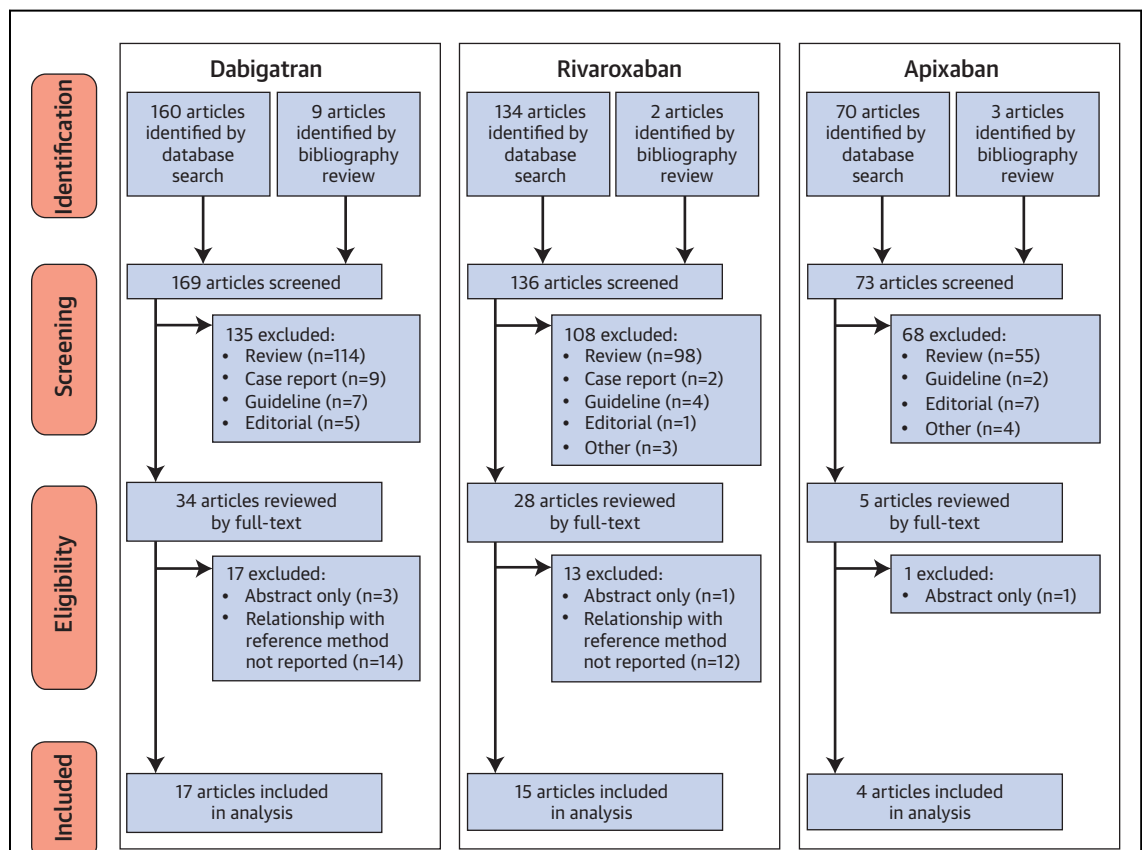 Identification
Screening
Eligibility
Included
Dabigatran
160 articles
identified by
database
search
9 articles
identified by
bibliography
review
169 articles screened
135 excluded:
• Review (n=114)
• Case report (n=9)
• Guideline (n=7)
• Editorial (n=5)
34 articles reviewed
by full-text
17 excluded:
• Abstract only (n=3)
• Relationship with
reference method
not reported (n=14)
17 articles included
in analysis
Rivaroxaban
134 articles
identified by
database
search
2 articles
identified by
bibliography
review
136 articles screened
108 excluded:
• Review (n=98)
• Case report (n=2)
• Guideline (n=4)
• Editorial (n=1)
• Other (n=3)
28 articles reviewed
by full-text
13 excluded:
• Abstract only (n=1)
• Relationship with
reference method
not reported (n=12)
15 articles included
in analysis
Apixaban
70 articles
identified by
database
search
3 articles
identified by
bibliography
review
73 articles screened
68 excluded:
• Review (n=55)
• Guideline (n=2)
• Editorial (n=7)
• Other (n=4)
5 articles reviewed
by full-text
1 excluded:
• Abstract only (n=1)
4 articles included
in analysis